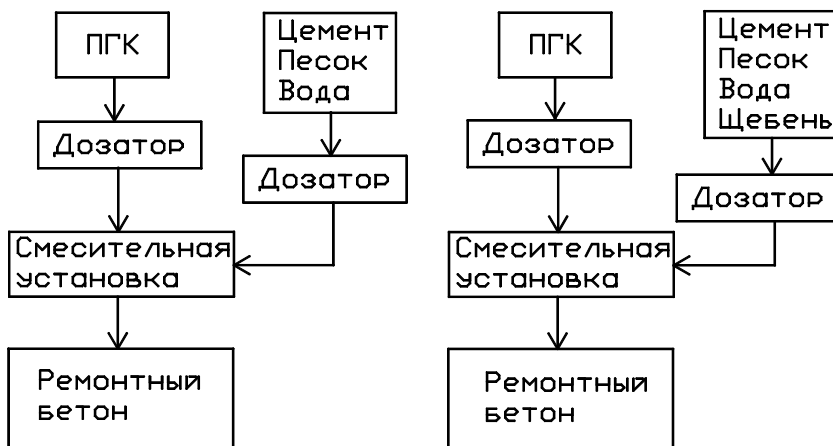 ПГК
Цемент
Песок
Вода
Дозатор
Дозатор
Смесительная
установка
Ремонтный
бетон
ПГК
Цемент
Песок
Вода
Щебень
Дозатор
Дозатор
Смесительная
установка
Ремонтный
бетон